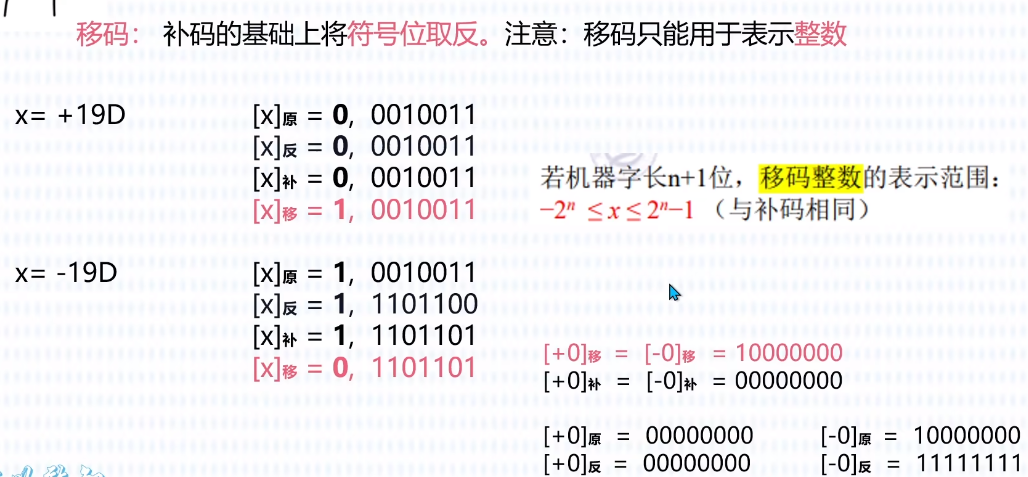 移码： 补码的基础上将符号位取反。注意：移码只能用于表示整数
x= +19D
[x]原 = 0, 0010011
[x]反 = 0, 0010011
[x]补 = 0, 0010011
[x]移 = 1, 0010011
若机器字长n+1位，移码整数的表示范围：
−2ⁿ ≤ x ≤ 2ⁿ−1（与补码相同）
x= -19D
[x]原 = 1, 0010011
[x]反 = 1, 1101100
[x]补 = 1, 1101101
[x]移 = 0, 1101101
[+0]移 = [-0]移 = 10000000
[+0]补 = [-0]补 = 00000000
[+0]原 = 00000000 [-0]原 = 10000000
[+0]反 = 00000000 [-0]反 = 11111111